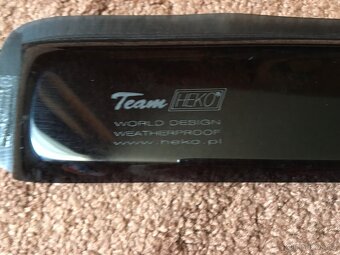 Team HEKO®
WORLD DESIGN
WEATHERPROOF
www.heko.pl